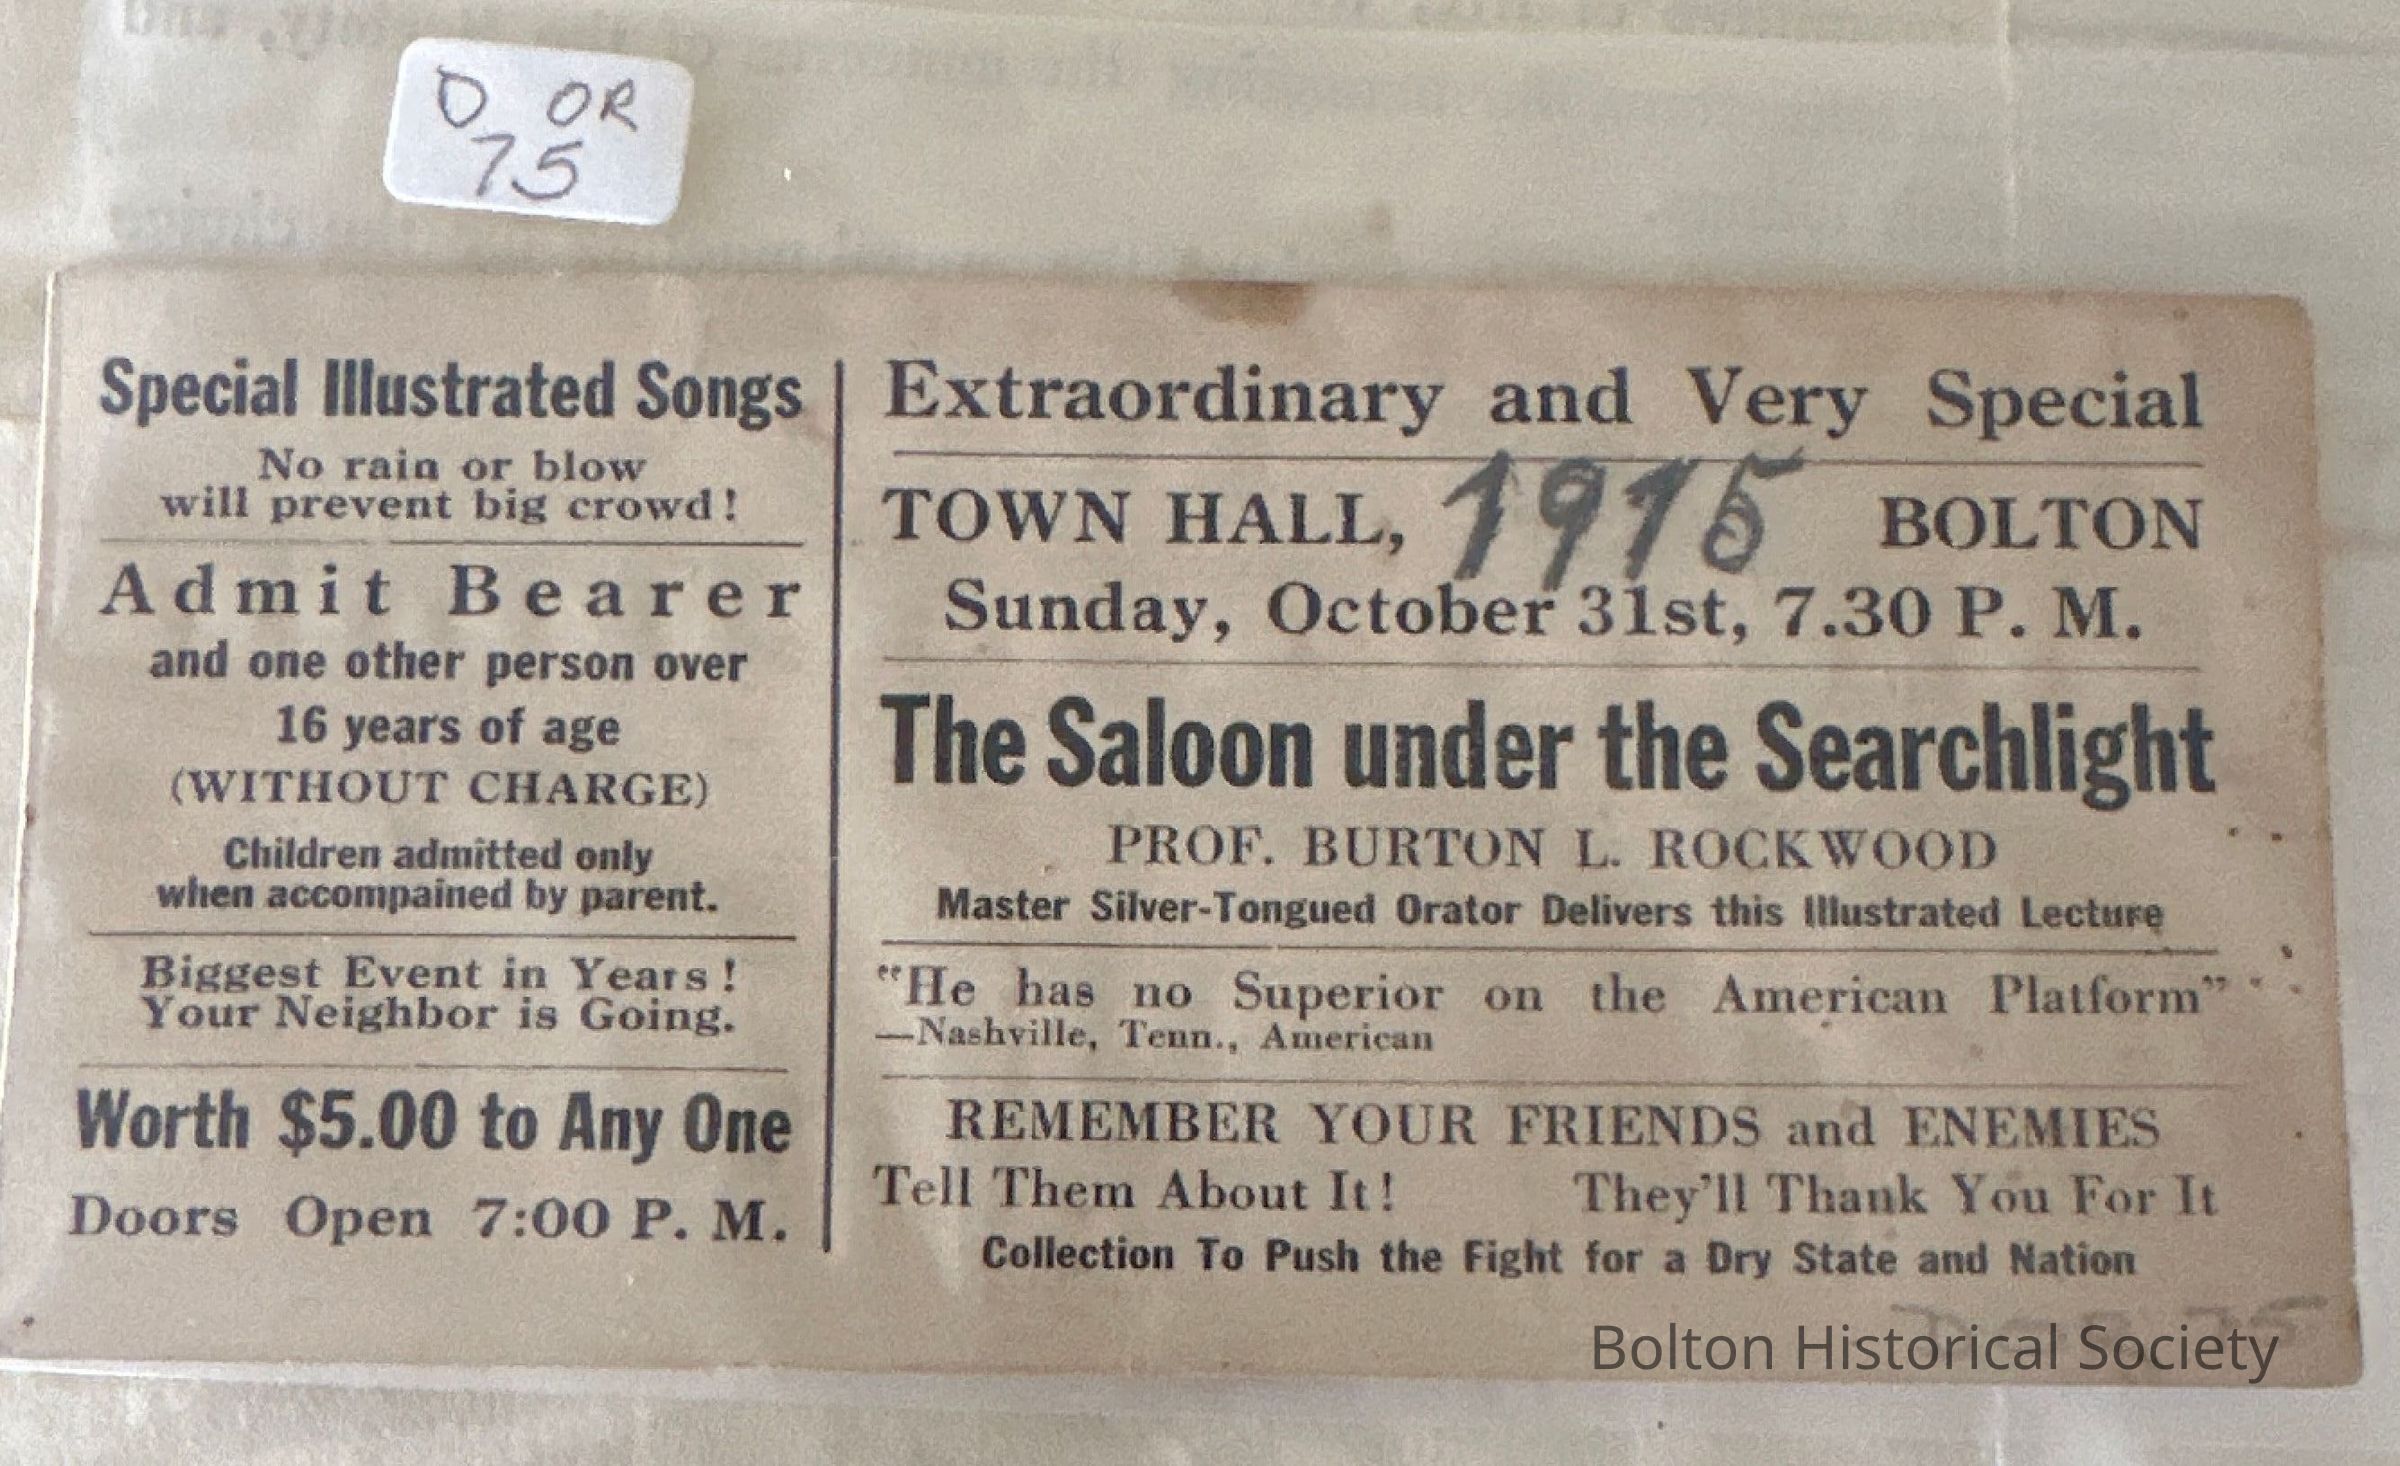 D OR
75
Special Illustrated Songs
No rain or blow
will prevent big crowd!
Admit Bearer
and one other person over
16 years of age
(WITHOUT CHARGE)
Children admitted only
when accompained by parent.
Biggest Event in Years!
Your Neighbor is Going.
Worth $5.00 to Any One
Doors Open 7:00 P. M.
Extraordinary and Very Special
TOWN HALL, 1915 BOLTON
Sunday, October 31st, 7.30 P. M.
The Saloon under the Searchlight
PROF. BURTON L. ROCKWOOD
Master Silver-Tongued Orator Delivers this Illustrated Lecture
"He has no Superior on the American Platform"
—Nashville, Tenn., American
REMEMBER YOUR FRIENDS and ENEMIES
Tell Them About It! They'll Thank You For It
Collection To Push the Fight for a Dry State and Nation
Bolton Historical Society